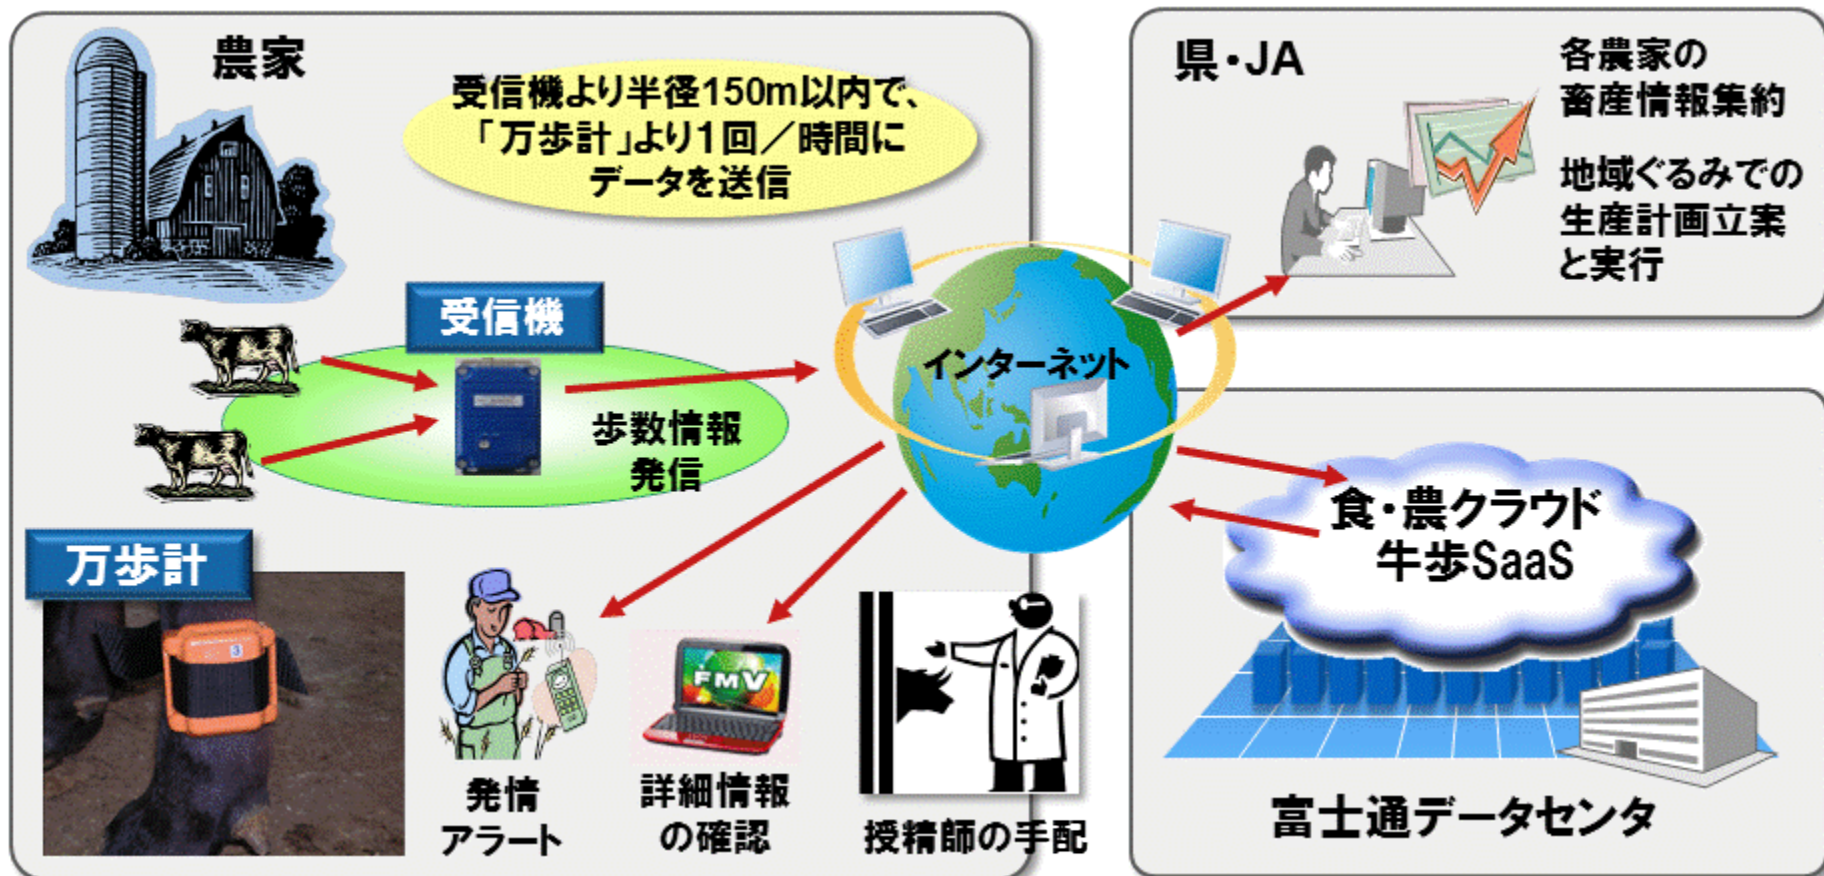 農家
受信機より半径150m以内で、
「万歩計」より1回／時間に
データを送信
受信機
歩数情報
発信
インターネット
万歩計
発情
アラート
FMV
詳細情報
の確認
授精師の手配
県・JA
各農家の
畜産情報集約
地域ぐるみでの
生産計画立案
と実行
食・農クラウド
牛歩SaaS
富士通データセンタ